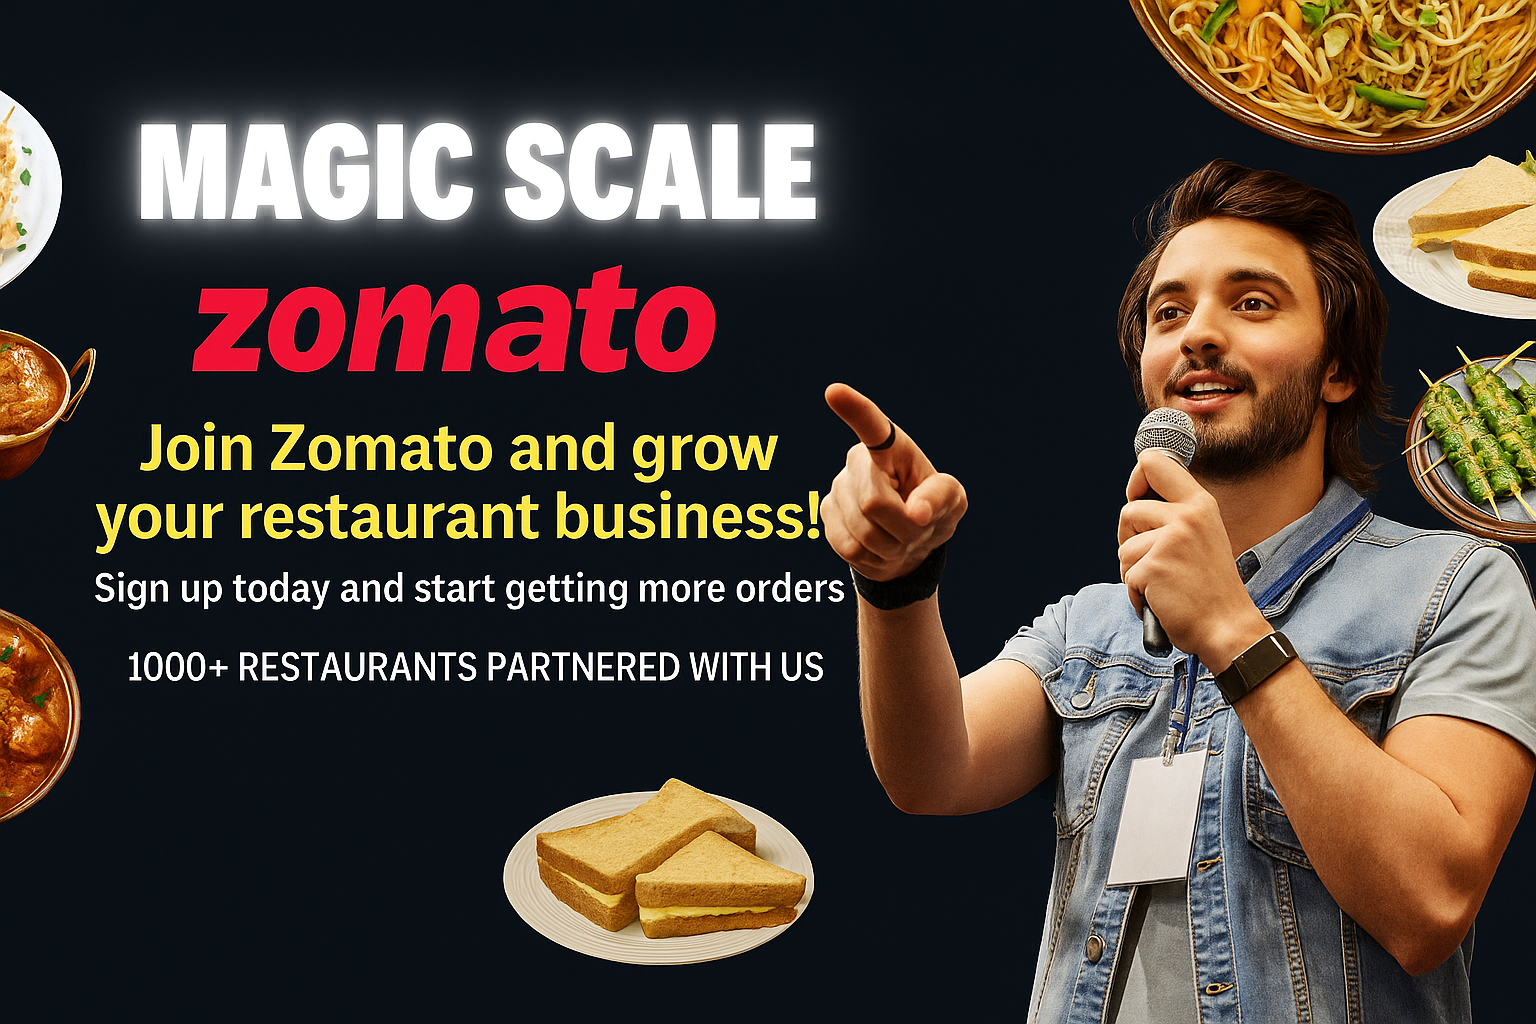 MAGIC SCALE
zomato
Join Zomato and grow
your restaurant business!
Sign up today and start getting more orders
1000+ RESTAURANTS PARTNERED WITH US